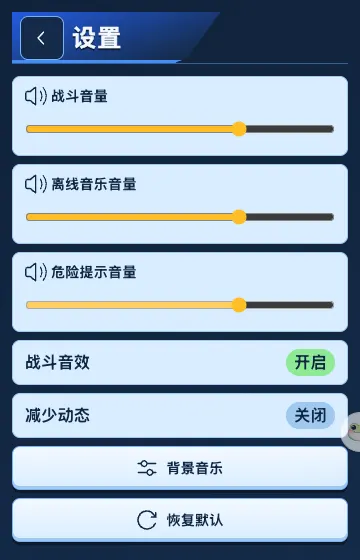 设置
战斗音量
离线音乐音量
危险提示音量
战斗音效 开启
减少动态 关闭
背景音乐
恢复默认